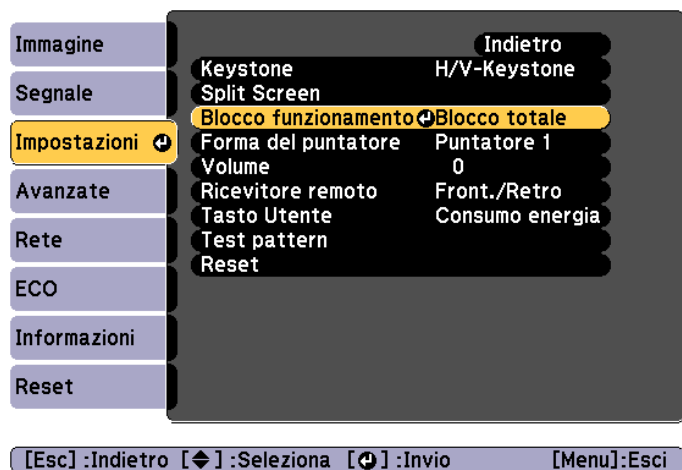 Immagine
Segnale
Impostazioni
Avanzate
Rete
ECO
Informazioni
Reset
Indietro
Keystone H/V-Keystone
Split Screen
Blocco funzionamento Blocco totale
Forma del puntatore Puntatore 1
Volume 0
Ricevitore remoto Front./Retro
Tasto Utente Consumo energia
Test pattern
Reset
[Esc] :Indietro [◆] :Seleziona [↵] :Invio [Menu]:Esci